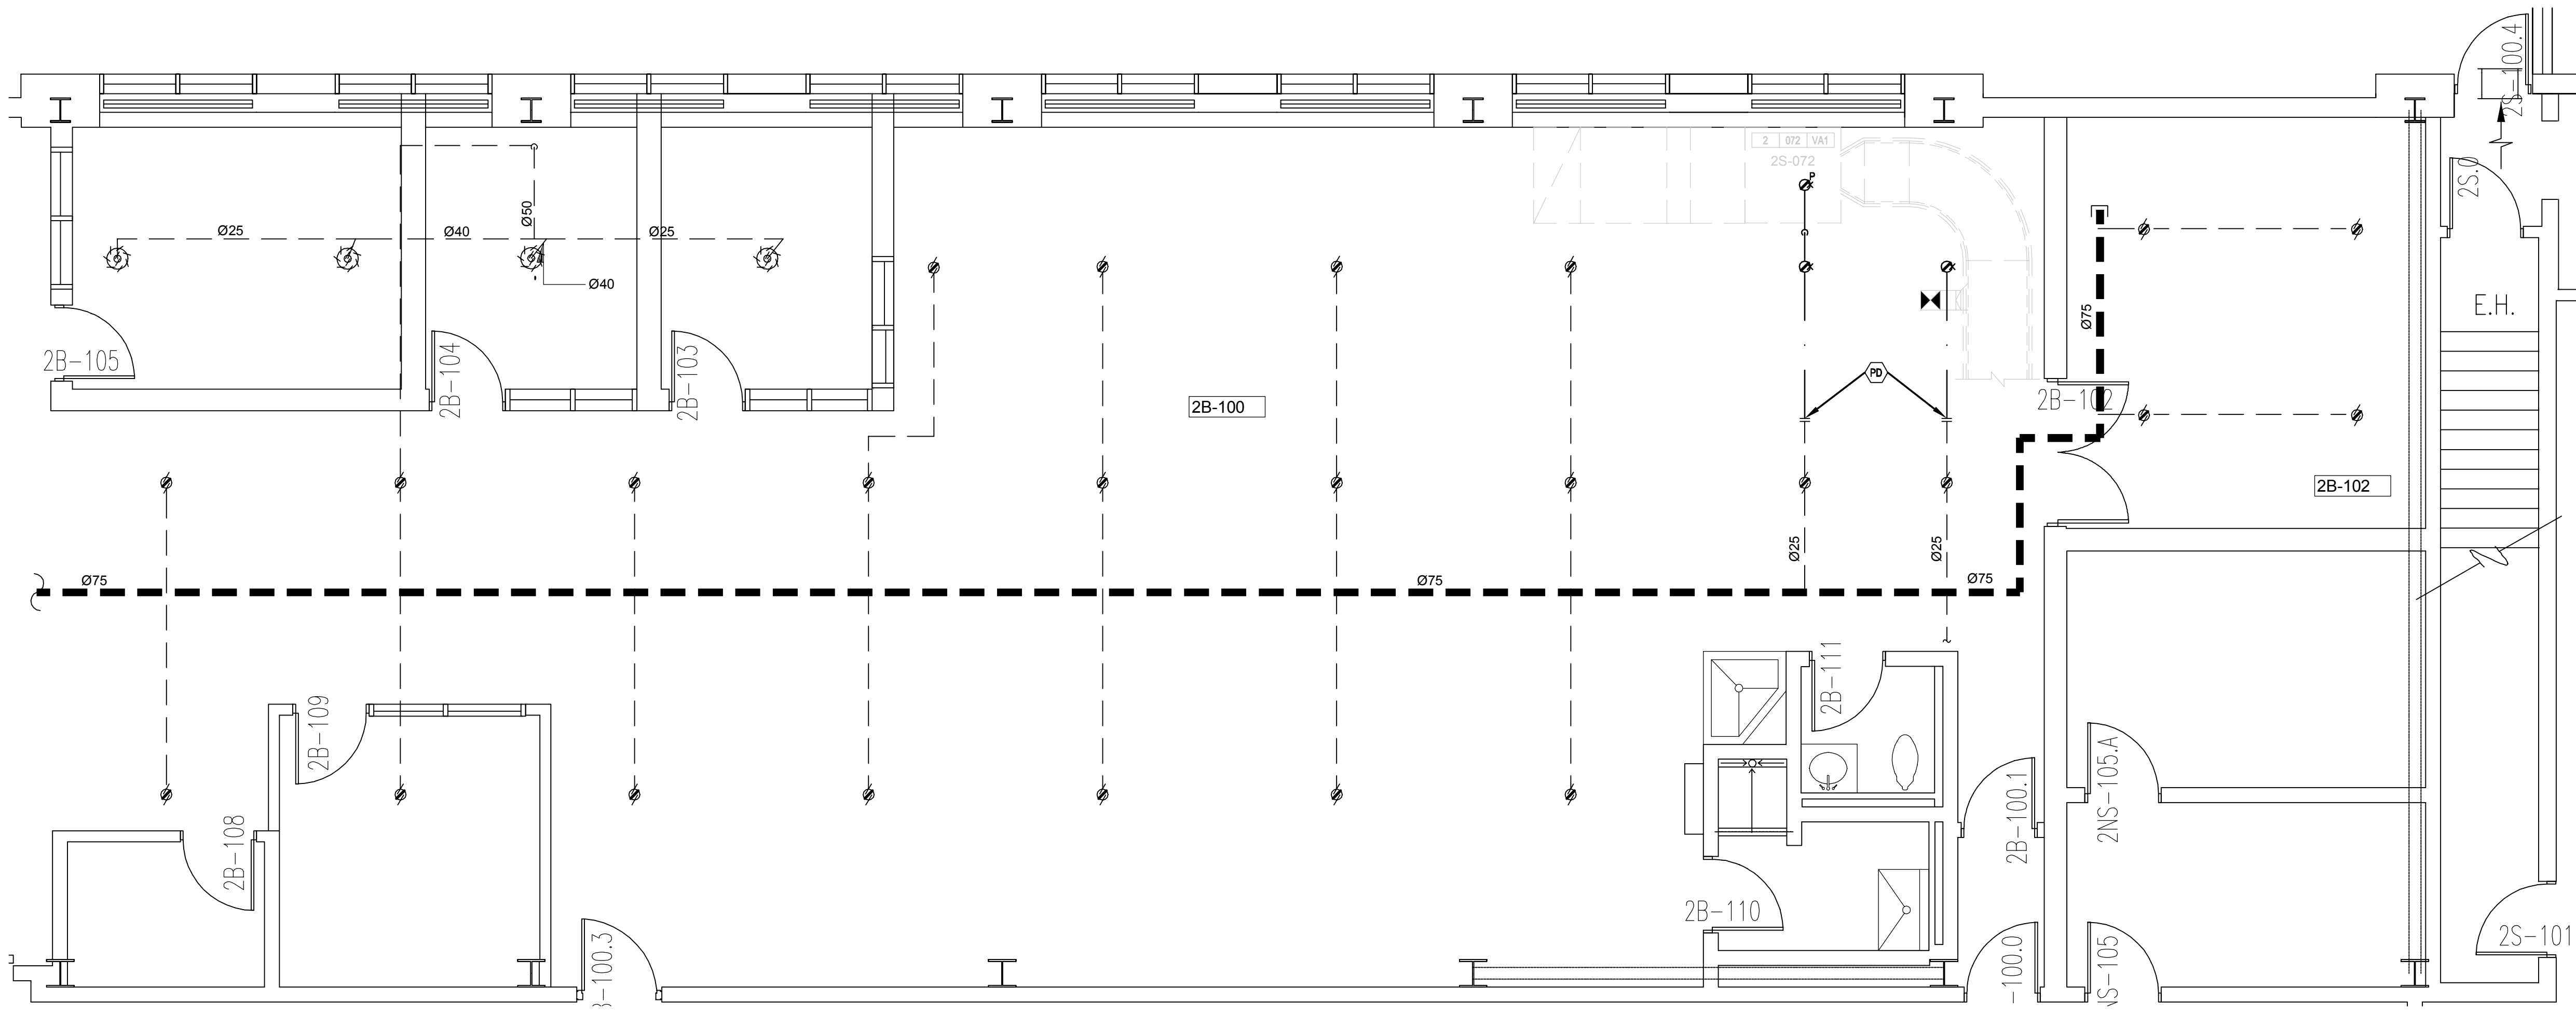 2S-100.4
2 072 VA1
2S-072
P
2S.0
Ø25
Ø40
Ø50
Ø25
Ø40
Ø75
E.H.
2B-105
2B-104
2B-103
PD
2B-100
2B-102
2B-102
Ø25
Ø25
Ø75
Ø75
Ø75
2B-111
2B-109
2NS-105.A
2B-100.1
2B-108
2B-110
B-100.3
-100.0
NS-105
2S-101